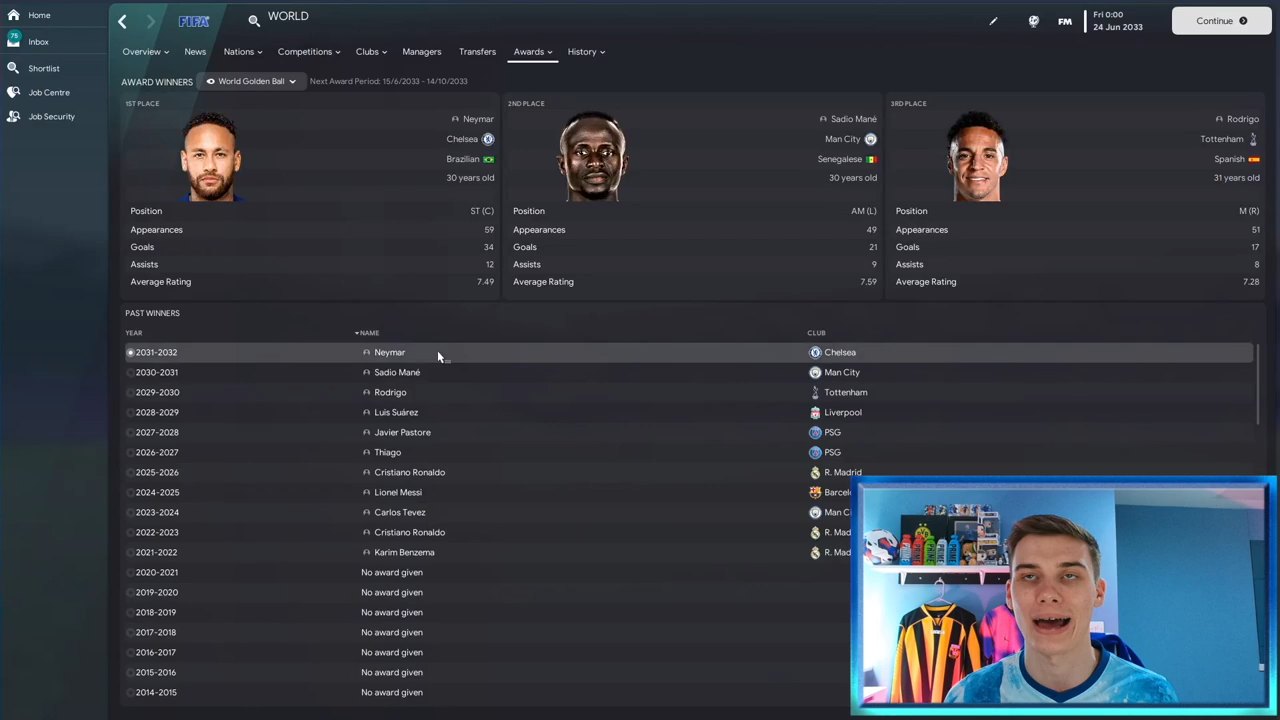 Home
75
Inbox
Shortlist
Job Centre
Job Security
FIFA
WORLD
FM
Fri 0:00
24 Jun 2033
Continue
Overview News Nations Competitions Clubs Managers Transfers Awards History
AWARD WINNERS World Golden Ball Next Award Period: 15/6/2033 - 14/10/2033
1ST PLACE
Neymar
Chelsea
Brazilian
30 years old
Position ST (C)
Appearances 59
Goals 34
Assists 12
Average Rating 7.49
2ND PLACE
Sadio Mané
Man City
Senegalese
30 years old
Position AM (L)
Appearances 49
Goals 21
Assists 9
Average Rating 7.59
3RD PLACE
Rodrigo
Tottenham
Spanish
31 years old
Position M (R)
Appearances 51
Goals 17
Assists 8
Average Rating 7.28
PAST WINNERS
YEAR NAME CLUB
2031-2032 Neymar Chelsea
2030-2031 Sadio Mané Man City
2029-2030 Rodrigo Tottenham
2028-2029 Luis Suárez Liverpool
2027-2028 Javier Pastore PSG
2026-2027 Thiago PSG
2025-2026 Cristiano Ronaldo R. Madrid
2024-2025 Lionel Messi Barcel
2023-2024 Carlos Tevez Man Ci
2022-2023 Cristiano Ronaldo R. Mad
2021-2022 Karim Benzema R. Mad
2020-2021 No award given
2019-2020 No award given
2018-2019 No award given
2017-2018 No award given
2016-2017 No award given
2015-2016 No award given
2014-2015 No award given